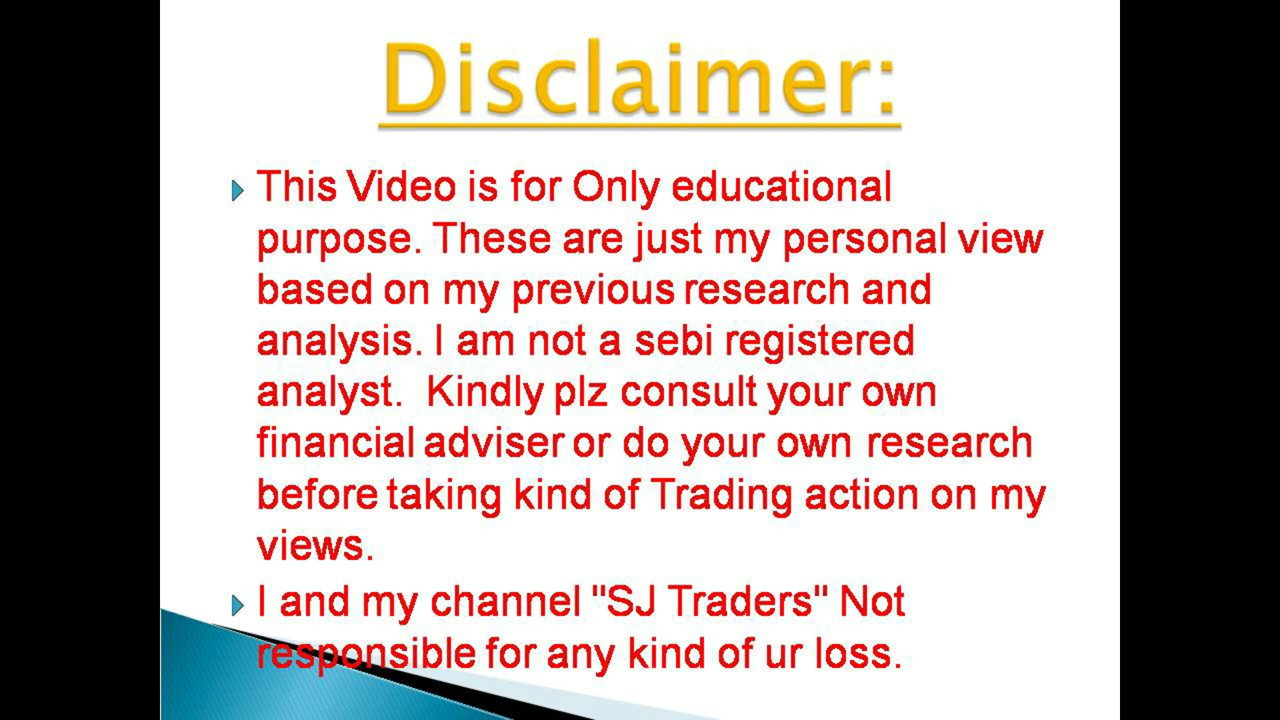 Disclaimer:
This Video is for Only educational
purpose. These are just my personal view
based on my previous research and
analysis. I am not a sebi registered
analyst.  Kindly plz consult your own
financial adviser or do your own research
before taking kind of Trading action on my
views.
I and my channel "SJ Traders" Not
responsible for any kind of ur loss.